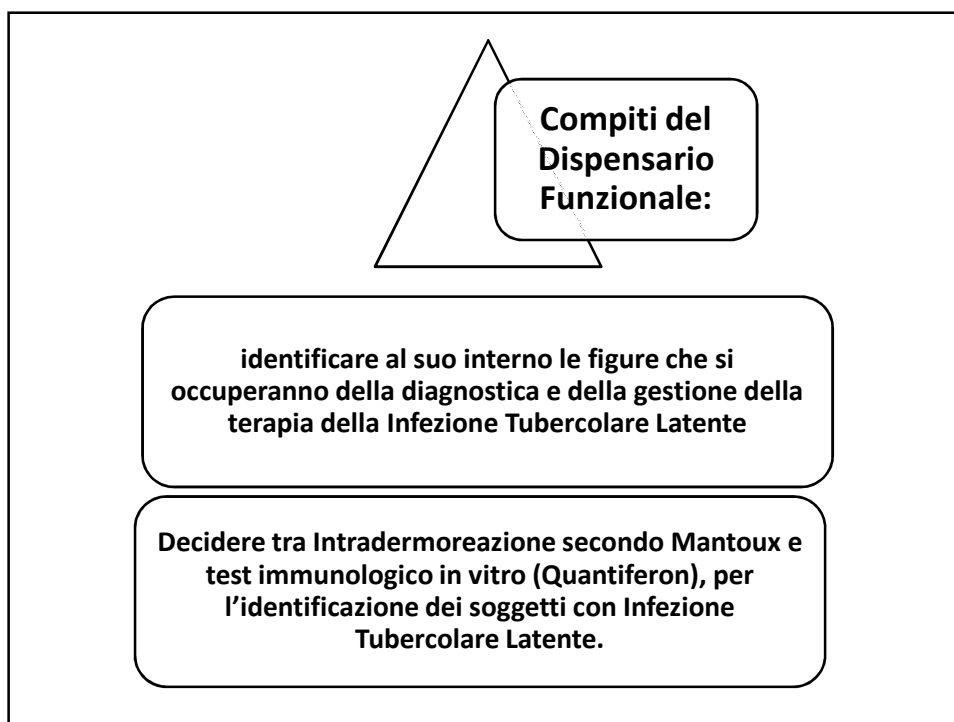 Compiti del
Dispensario
Funzionale:
identificare al suo interno le figure che si
occuperanno della diagnostica e della gestione della
terapia della Infezione Tubercolare Latente
Decidere tra Intradermoreazione secondo Mantoux e
test immunologico in vitro (Quantiferon), per
l’identificazione dei soggetti con Infezione
Tubercolare Latente.